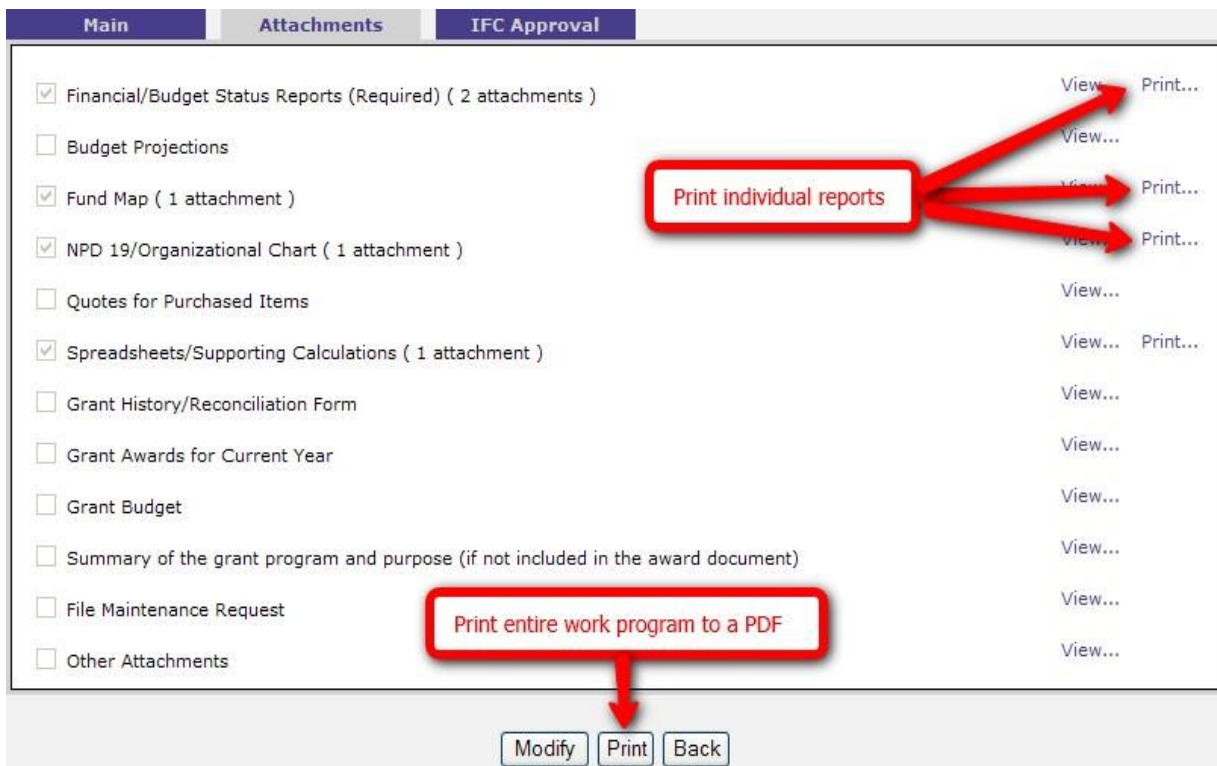 Main Attachments IFC Approval
Financial/Budget Status Reports (Required) ( 2 attachments ) View... Print...
Budget Projections View...
Print individual reports
Fund Map ( 1 attachment ) View... Print...
NPD 19/Organizational Chart ( 1 attachment ) View... Print...
Quotes for Purchased Items View...
Spreadsheets/Supporting Calculations ( 1 attachment ) View... Print...
Grant History/Reconciliation Form View...
Grant Awards for Current Year View...
Grant Budget View...
Summary of the grant program and purpose (if not included in the award document) View...
File Maintenance Request View...
Print entire work program to a PDF
Other Attachments View...
Modify Print Back